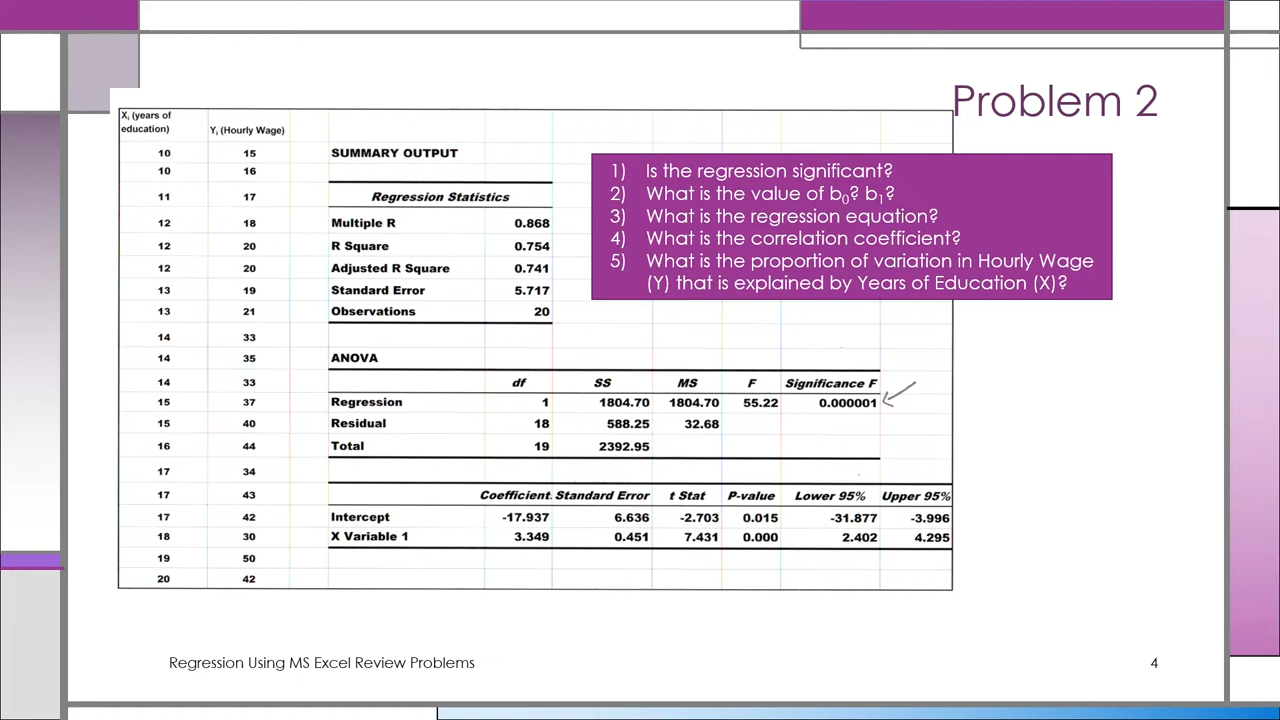 Problem 2
X_i (years of
education) Y_i (Hourly Wage)
10 15 SUMMARY OUTPUT
10 16
11 17 Regression Statistics
12 18 Multiple R 0.868
12 20 R Square 0.754
12 20 Adjusted R Square 0.741
13 19 Standard Error 5.717
13 21 Observations 20
14 33
14 35 ANOVA
14 33 df SS MS F Significance F
15 37 Regression 1 1804.70 1804.70 55.22 0.000001
15 40 Residual 18 588.25 32.68
16 44 Total 19 2392.95
17 34
17 43 Coefficient Standard Error t Stat P-value Lower 95% Upper 95%
17 42 Intercept -17.937 6.636 -2.703 0.015 -31.877 -3.996
18 30 X Variable 1 3.349 0.451 7.431 0.000 2.402 4.295
19 50
20 42
1) Is the regression significant?
2) What is the value of b₀? b₁?
3) What is the regression equation?
4) What is the correlation coefficient?
5) What is the proportion of variation in Hourly Wage
(Y) that is explained by Years of Education (X)?
Regression Using MS Excel Review Problems
4